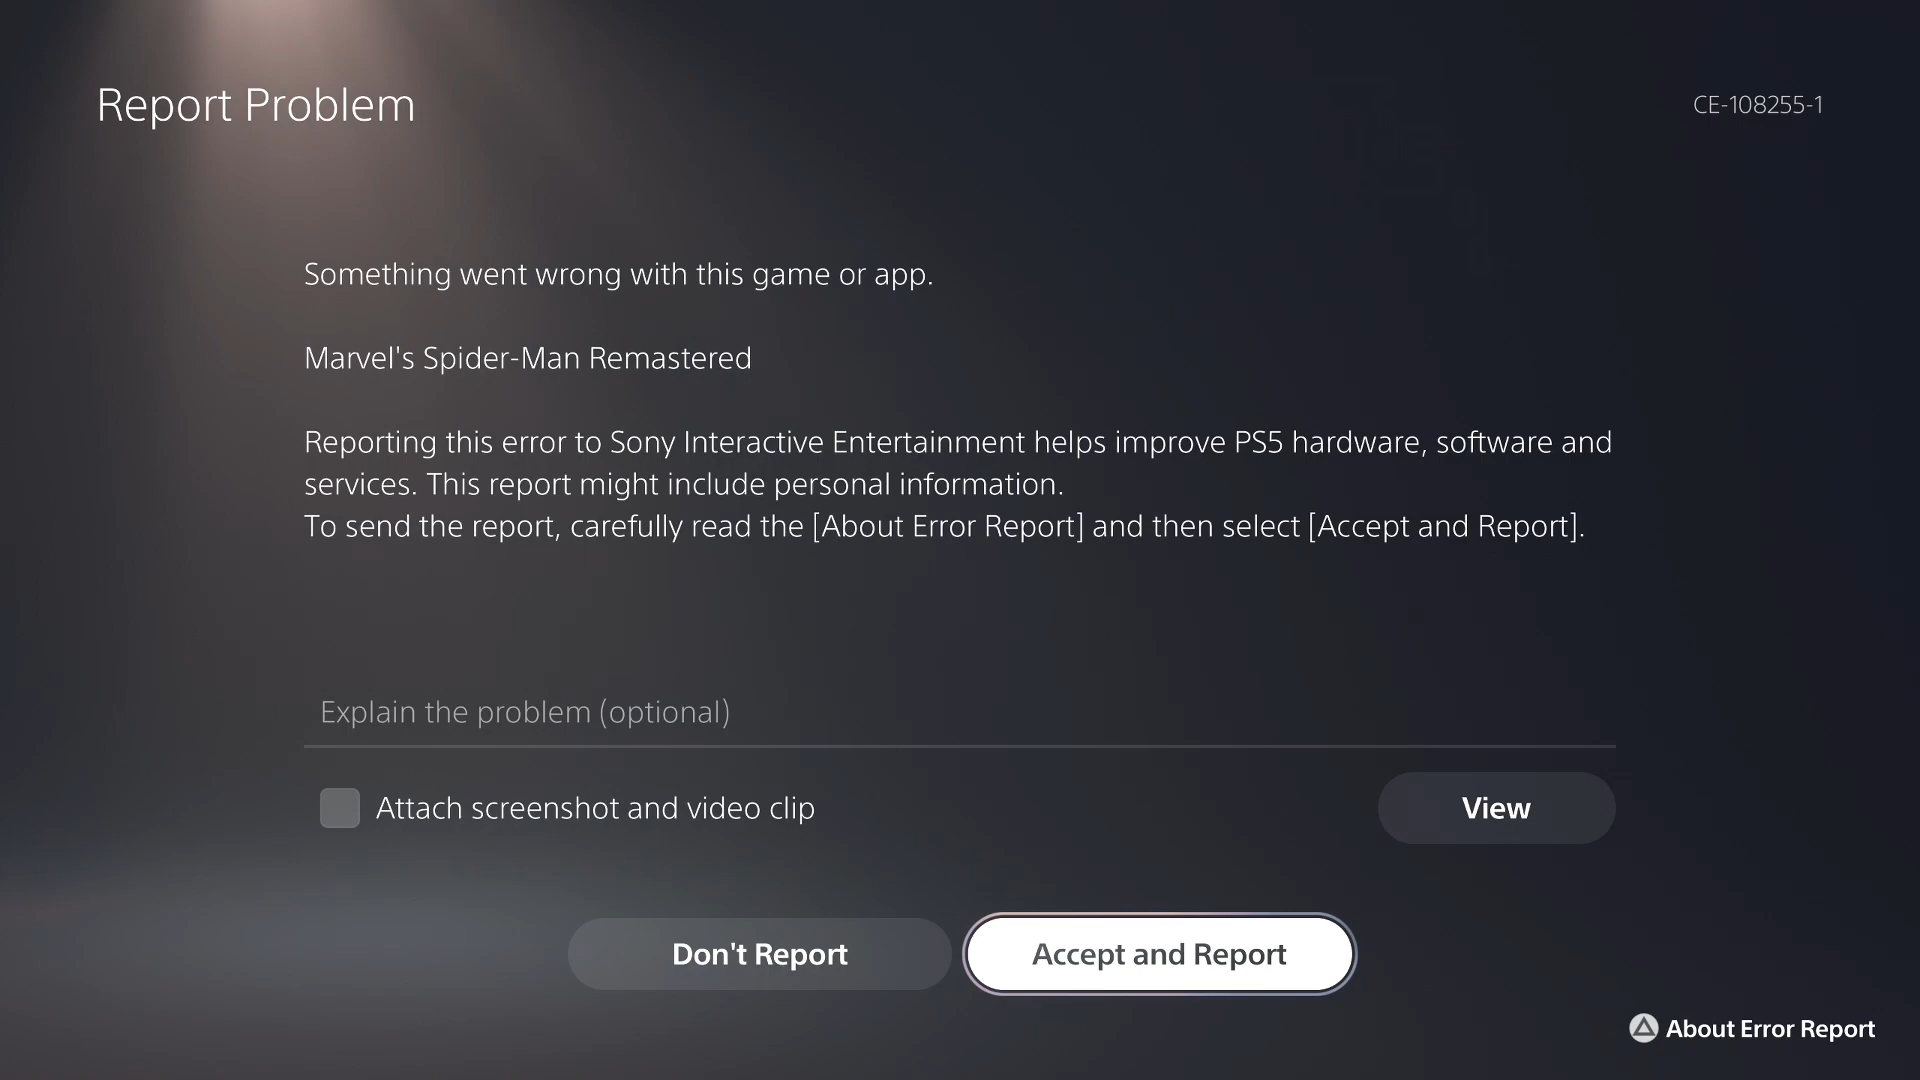 Report Problem
CE-108255-1
Something went wrong with this game or app.
Marvel's Spider-Man Remastered
Reporting this error to Sony Interactive Entertainment helps improve PS5 hardware, software and
services. This report might include personal information.
To send the report, carefully read the [About Error Report] and then select [Accept and Report].
Explain the problem (optional)
Attach screenshot and video clip
View
Don't Report
Accept and Report
About Error Report